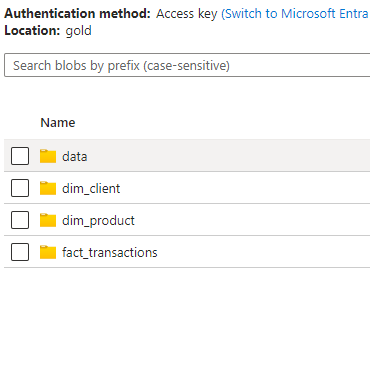 Authentication method: Access key (Switch to Microsoft Entra
Location: gold
Search blobs by prefix (case-sensitive)
Name
data
dim_client
dim_product
fact_transactions